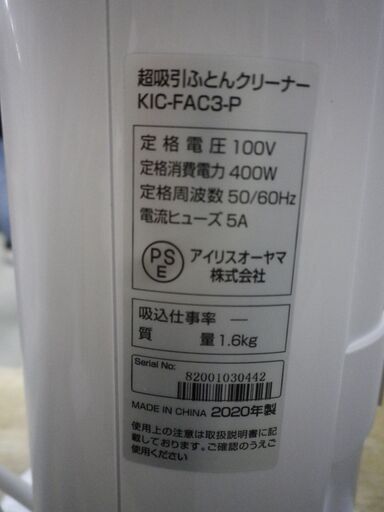 超吸引ふとんクリーナー
KIC-FAC3-P
定格電圧 100V
定格消費電力 400W
定格周波数 50/60Hz
電流ヒューズ 5A
PSE
アイリスオーヤマ
株式会社
吸込仕事率 —
質量 1.6kg
Serial No:
82001030442
MADE IN CHINA 2020年製
使用上の注意は取扱説明書に記載
しております。ご確認のうえご
使用ください